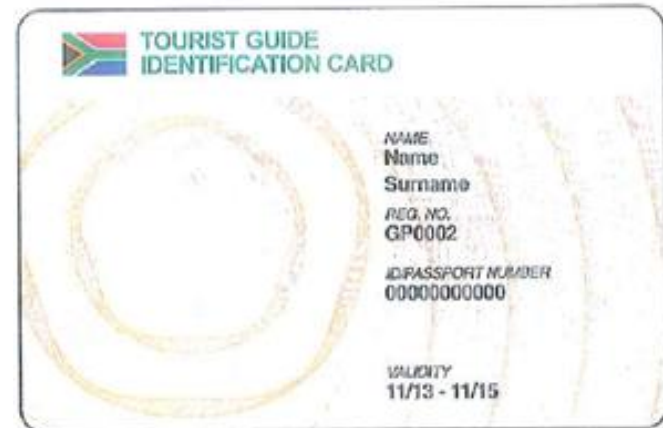 TOURIST GUIDE
IDENTIFICATION CARD
NAME
Name
Surname
REG. NO.
GP0002
ID/PASSPORT NUMBER
00000000000
VALIDITY
11/13 - 11/15